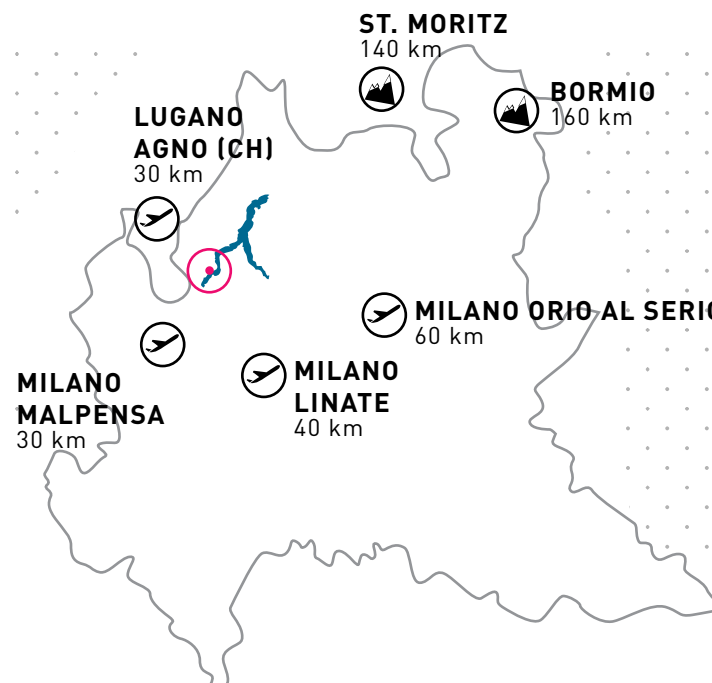 ST. MORITZ
140 km
BORMIO
160 km
LUGANO
AGNO (CH)
30 km
MILANO ORIO AL SERIO
60 km
MILANO
LINATE
40 km
MILANO
MALPENSA
30 km